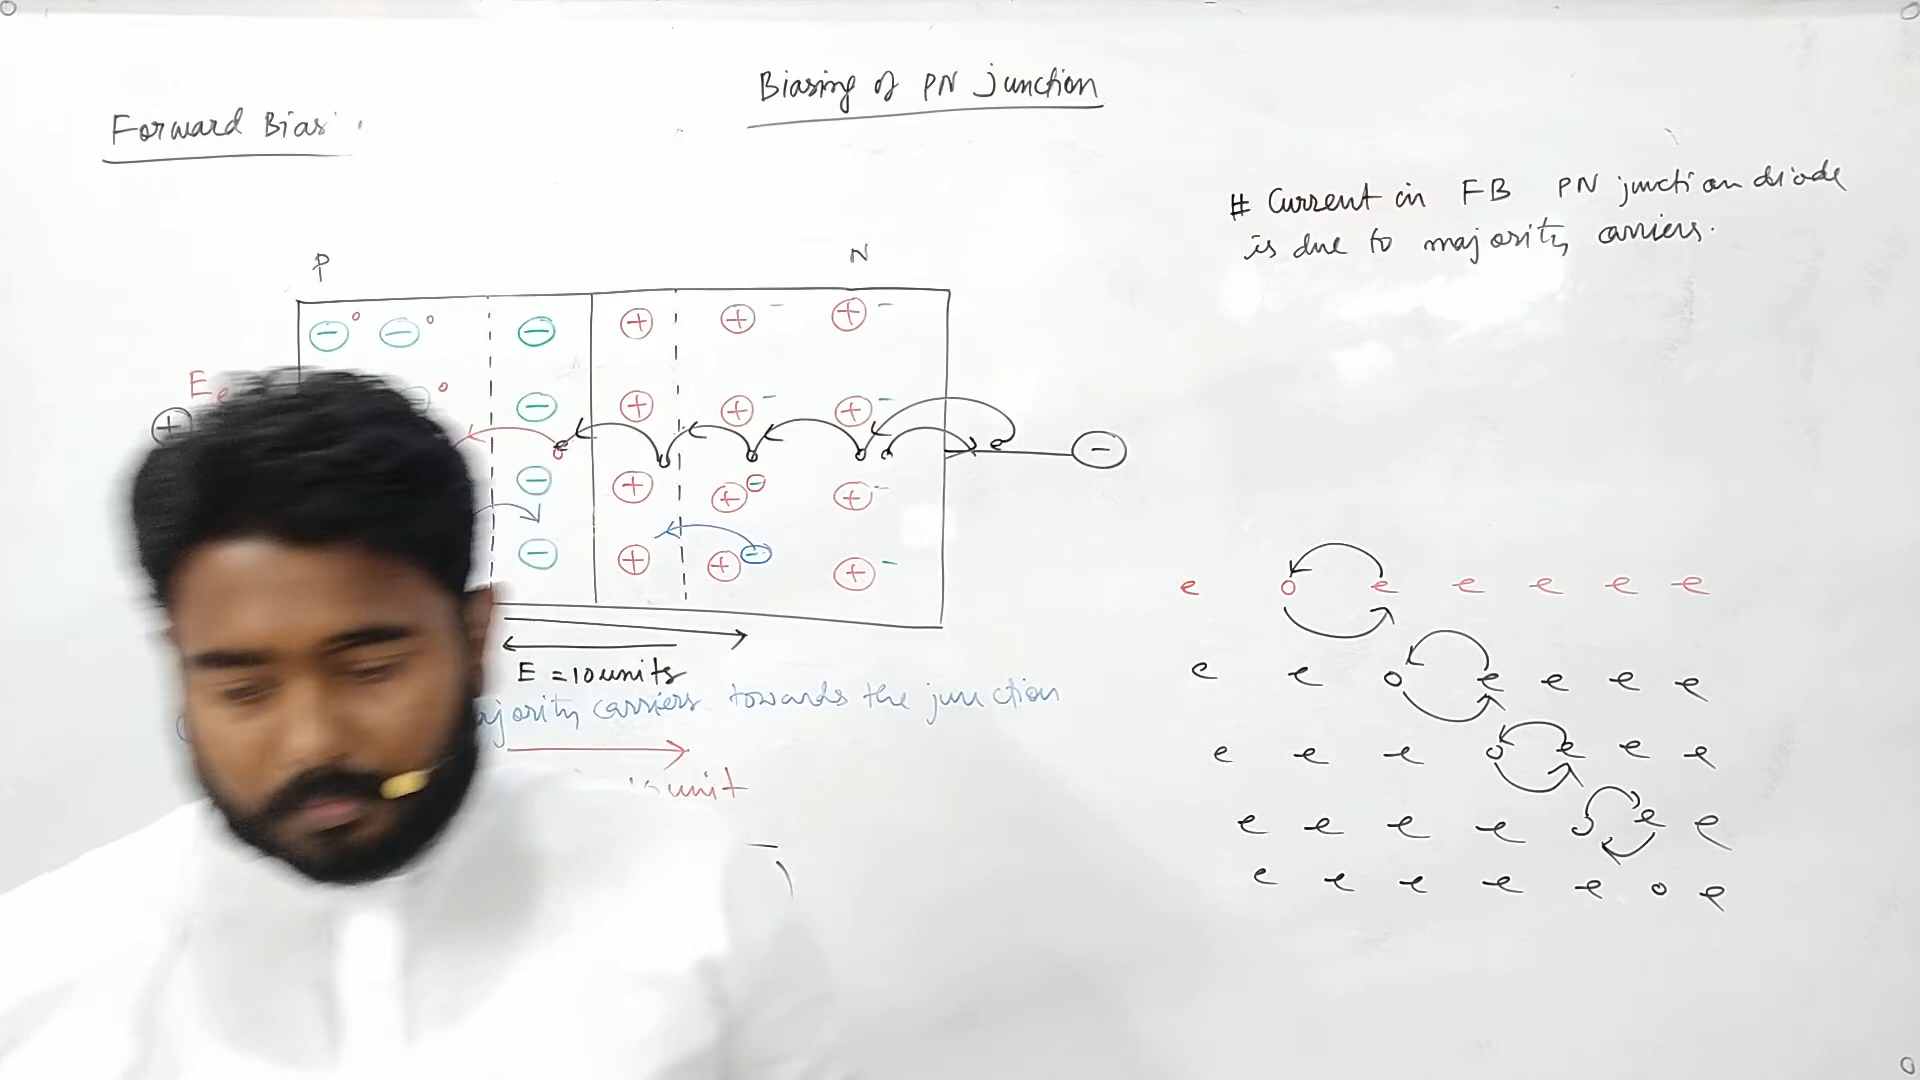 Biasing of PN junction
Forward Bias
# Current in FB PN junction diode
is due to majority carriers.
P N
E
E = 10 units
carriers towards the junction
unit
e o e e e e e
e e o e e e e
e e e o e e e
e e e e o e e
e e e e e o e